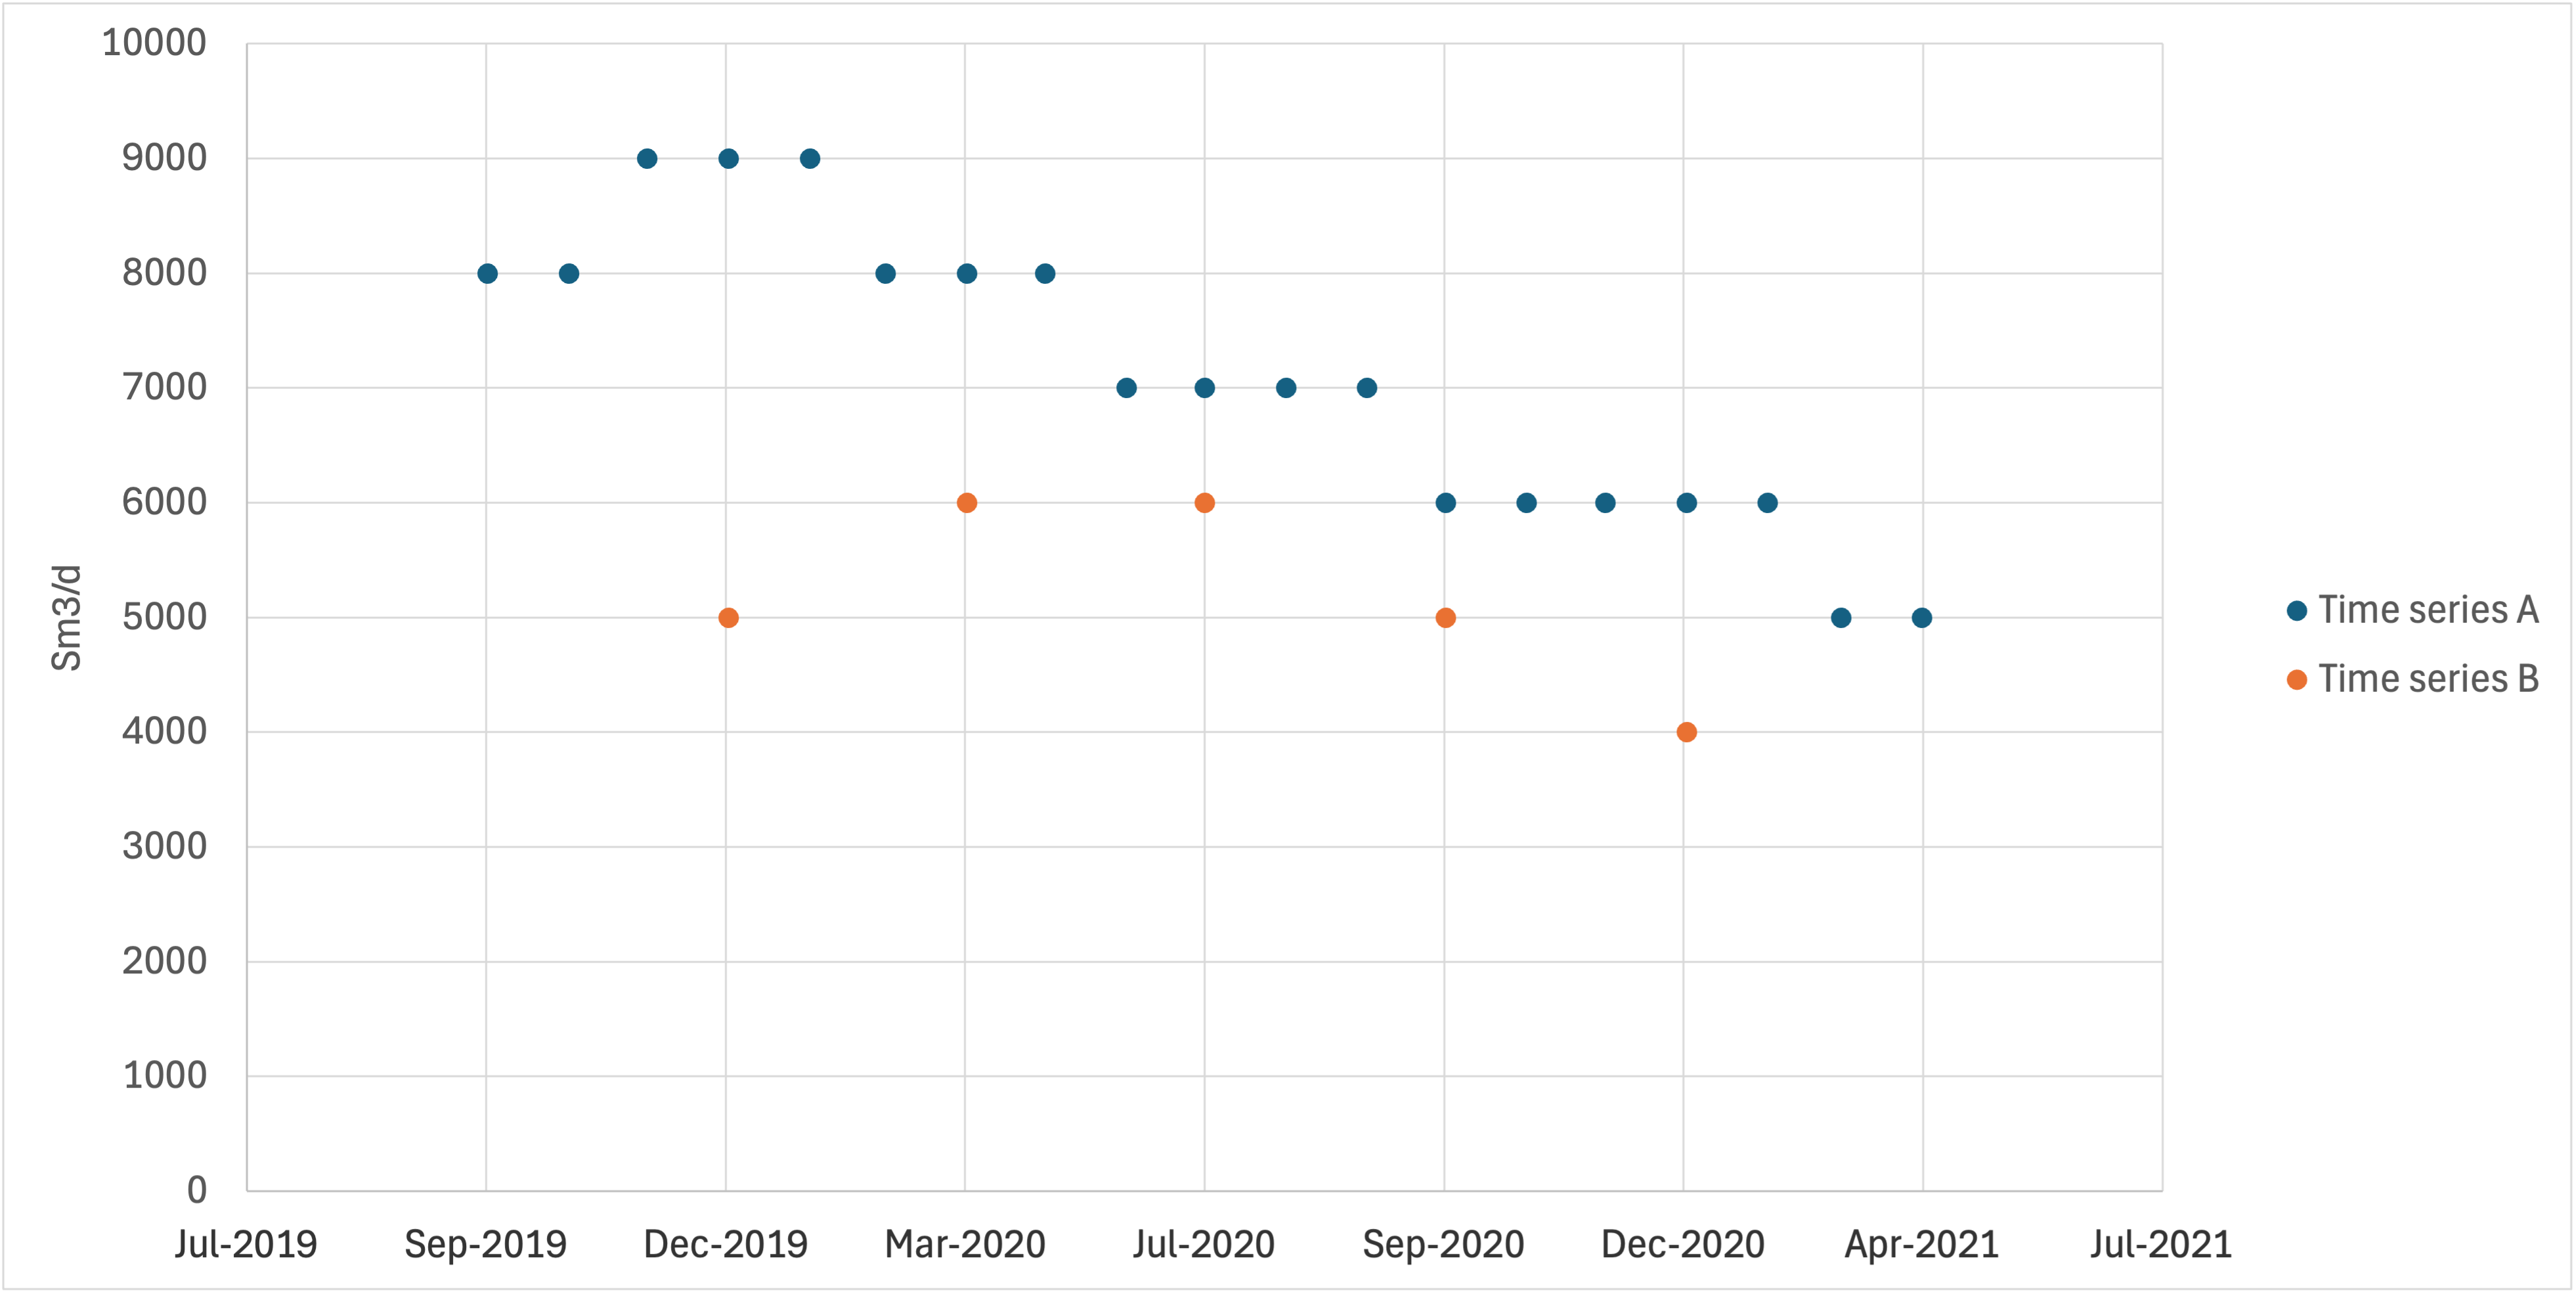 10000
9000
8000
7000
6000
5000
4000
3000
2000
1000
0
Sm3/d
Jul-2019 Sep-2019 Dec-2019 Mar-2020 Jul-2020 Sep-2020 Dec-2020 Apr-2021 Jul-2021
Time series A
Time series B